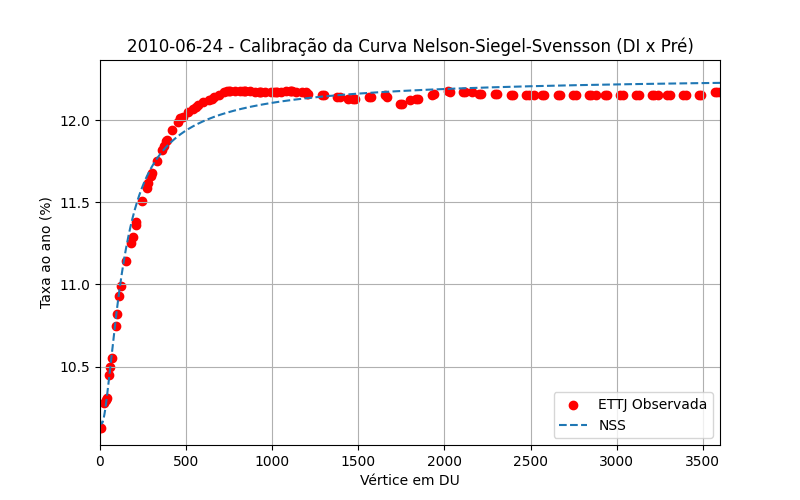 2010-06-24 - Calibração da Curva Nelson-Siegel-Svensson (DI x Pré)
Taxa ao ano (%)
12.0
11.5
11.0
10.5
ETTJ Observada
NSS
0 500 1000 1500 2000 2500 3000 3500
Vértice em DU